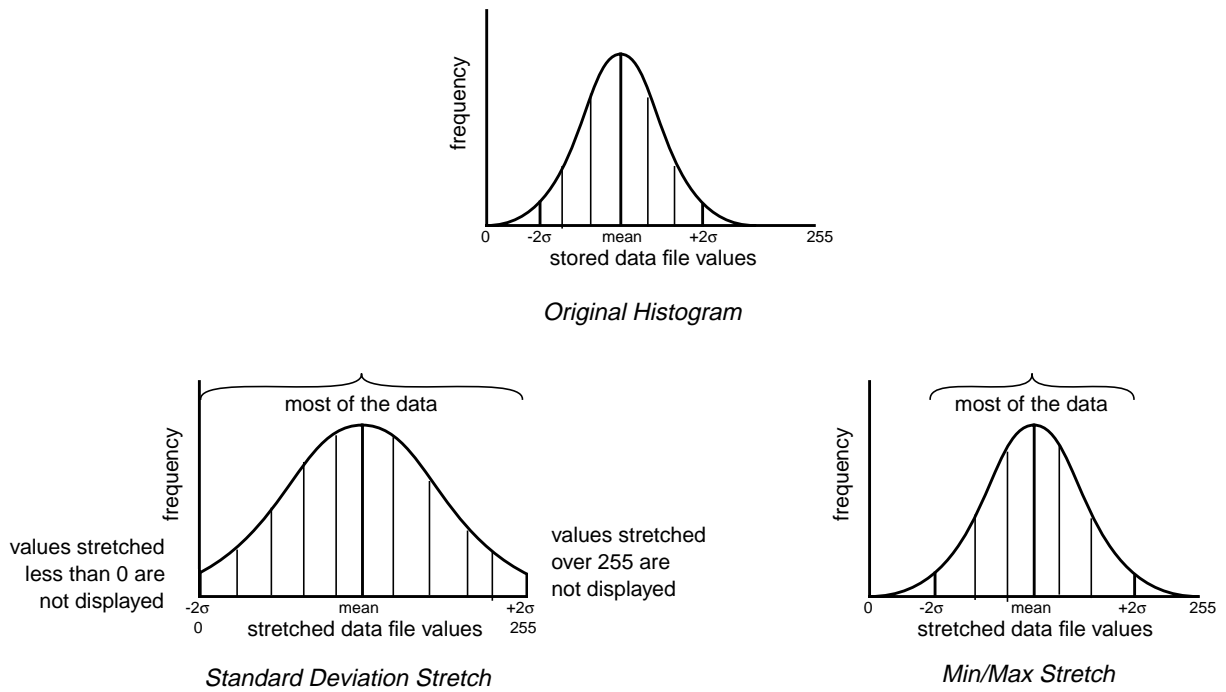 frequency
0 -2σ mean +2σ 255
stored data file values
Original Histogram
most of the data
frequency
values stretched
less than 0 are
not displayed
values stretched
over 255 are
not displayed
-2σ mean +2σ
0 255
stretched data file values
Standard Deviation Stretch
most of the data
frequency
0 -2σ mean +2σ 255
stretched data file values
Min/Max Stretch